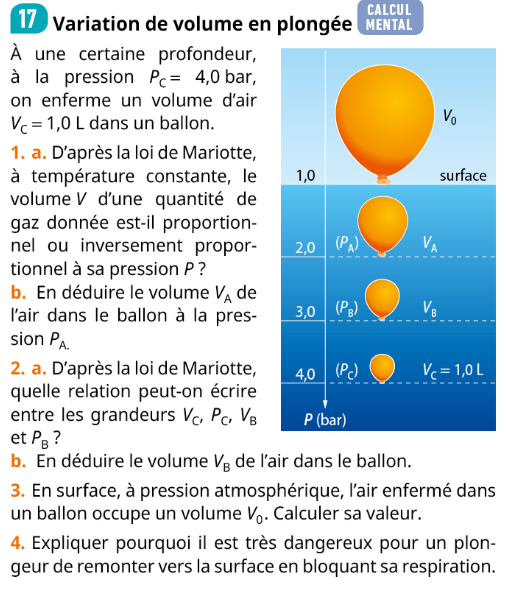 17 Variation de volume en plongée CALCUL MENTAL
À une certaine profondeur,
à la pression P_C = 4,0 bar,
on enferme un volume d'air
V_C = 1,0 L dans un ballon.
1. a. D'après la loi de Mariotte,
à température constante, le
volume V d'une quantité de
gaz donnée est-il proportion-
nel ou inversement propor-
tionnel à sa pression P ?
b. En déduire le volume V_A de
l'air dans le ballon à la pres-
sion P_A.
2. a. D'après la loi de Mariotte,
quelle relation peut-on écrire
entre les grandeurs V_C, P_C, V_B
et P_B ?
b. En déduire le volume V_B de l'air dans le ballon.
3. En surface, à pression atmosphérique, l'air enfermé dans
un ballon occupe un volume V_0. Calculer sa valeur.
4. Expliquer pourquoi il est très dangereux pour un plon-
geur de remonter vers la surface en bloquant sa respiration.
V_0
1,0 surface
2,0 (P_A) V_A
3,0 (P_B) V_B
4,0 (P_C) V_C = 1,0 L
P (bar)